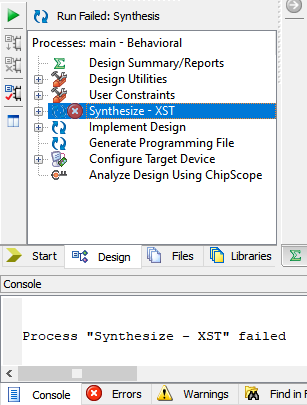 Run Failed: Synthesis
Processes: main - Behavioral
Design Summary/Reports
Design Utilities
User Constraints
Synthesize - XST
Implement Design
Generate Programming File
Configure Target Device
Analyze Design Using ChipScope
Start Design Files Libraries
Console
Process "Synthesize - XST" failed
Console Errors Warnings Find in F